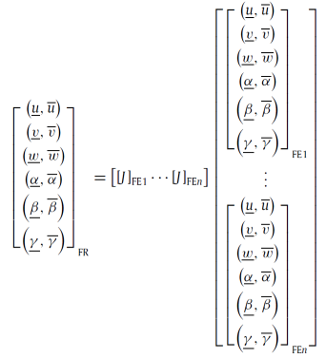 [(u̲, u̅) (v̲, v̅) (w̲, w̅) (α̲, α̅) (β̲, β̅) (γ̲, γ̅)]FR = [[J]FE1 ⋯ [J]FEn] [[(u̲, u̅) (v̲, v̅) (w̲, w̅) (α̲, α̅) (β̲, β̅) (γ̲, γ̅)]FE1 ⋮ [(u̲, u̅) (v̲, v̅) (w̲, w̅) (α̲, α̅) (β̲, β̅) (γ̲, γ̅)]FEn]